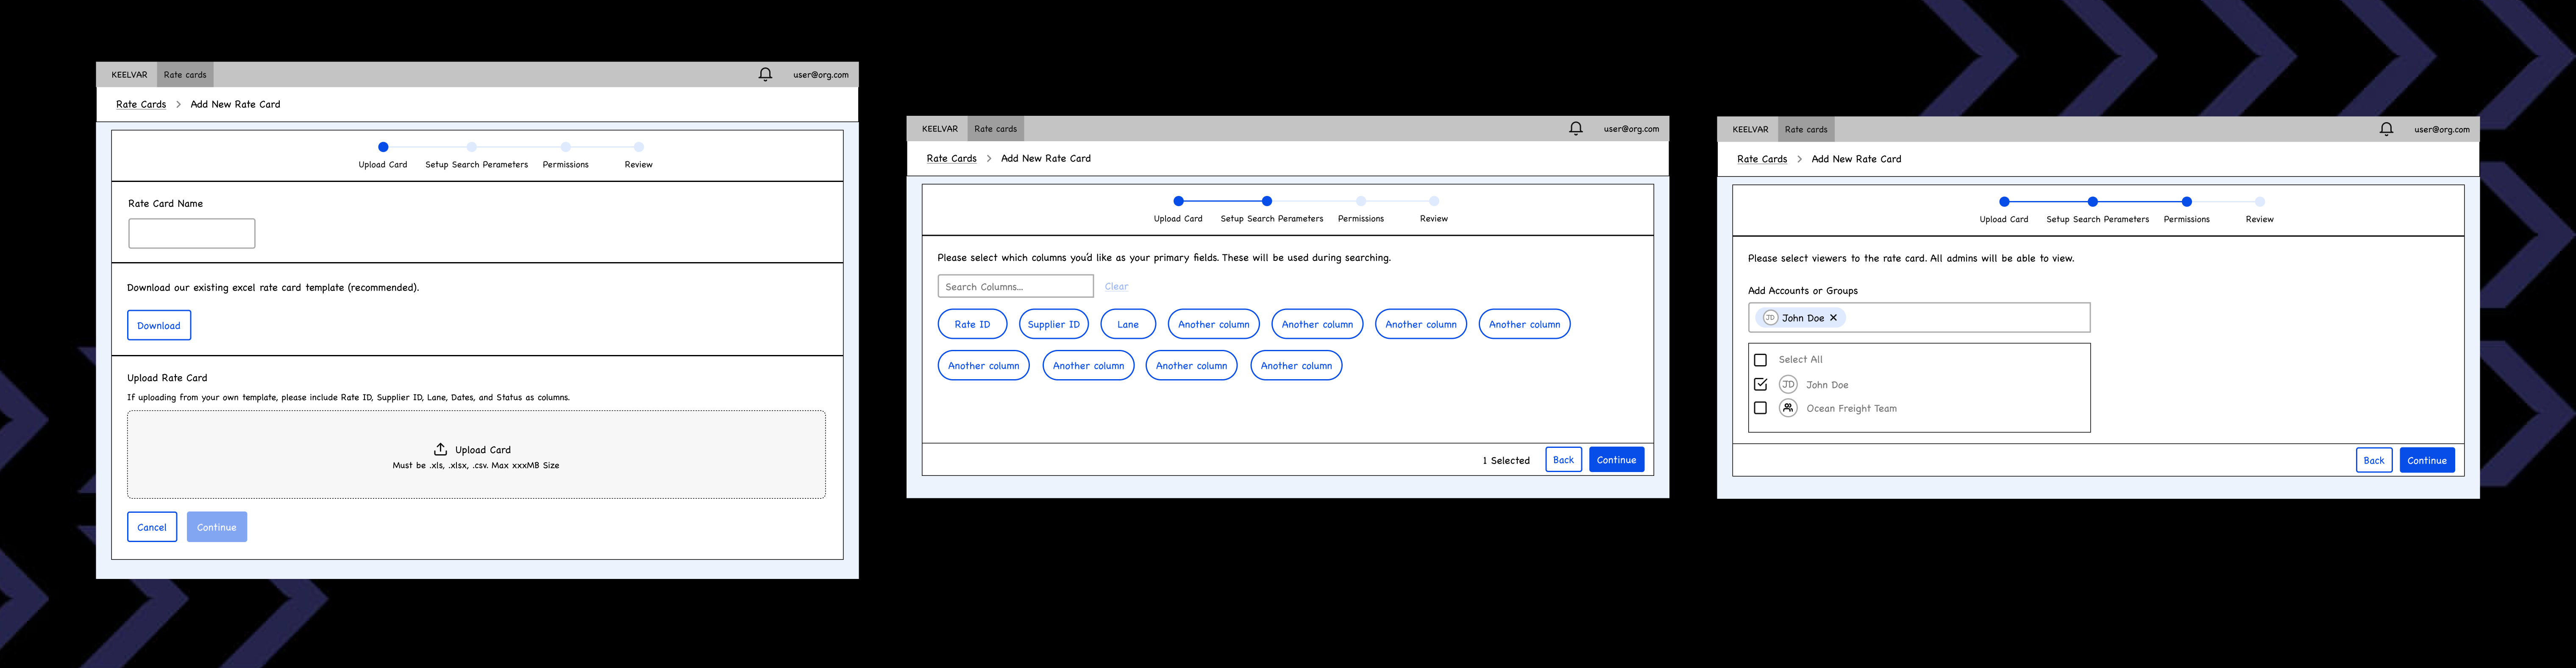 KEELVAR Rate cards user@org.com
Rate Cards > Add New Rate Card
Upload Card Setup Search Perameters Permissions Review
Rate Card Name
Download our existing excel rate card template (recommended).
Download
Upload Rate Card
If uploading from your own template, please include Rate ID, Supplier ID, Lane, Dates, and Status as columns.
Upload Card
Must be .xls, .xlsx, .csv. Max xxxMB Size
Cancel Continue
KEELVAR Rate cards user@org.com
Rate Cards > Add New Rate Card
Upload Card Setup Search Perameters Permissions Review
Please select which columns you'd like as your primary fields. These will be used during searching.
Search Columns... Clear
Rate ID Supplier ID Lane Another column Another column Another column Another column
Another column Another column Another column Another column
1 Selected Back Continue
KEELVAR Rate cards user@org.com
Rate Cards > Add New Rate Card
Upload Card Setup Search Perameters Permissions Review
Please select viewers to the rate card. All admins will be able to view.
Add Accounts or Groups
JD John Doe ✕
Select All
JD John Doe
Ocean Freight Team
Back Continue